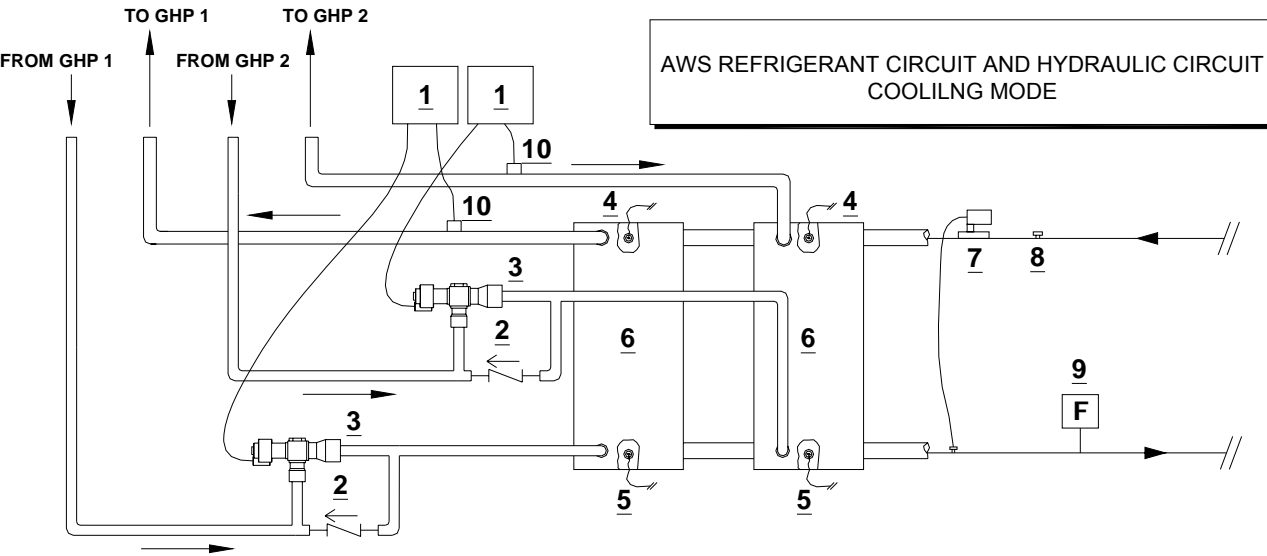 TO GHP 1
TO GHP 2
FROM GHP 1
FROM GHP 2
AWS REFRIGERANT CIRCUIT AND HYDRAULIC CIRCUIT
COOLILNG MODE
1
1
10
10
4
4
7
8
3
2
6
6
9
F
3
2
5
5